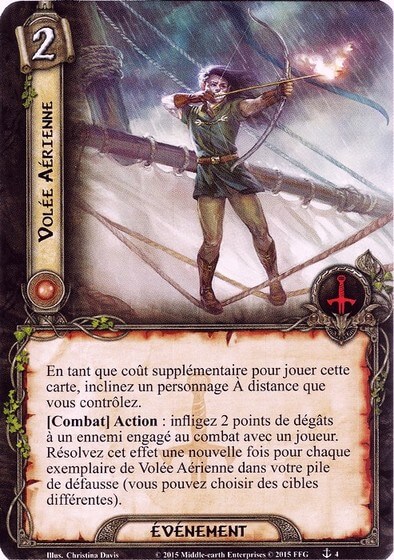 2
VOLÉE AÉRIENNE
En tant que coût supplémentaire pour jouer cette
carte, inclinez un personnage À distance que
vous contrôlez.
[Combat] Action : infligez 2 points de dégâts
à un ennemi engagé au combat avec un joueur.
Résolvez cet effet une nouvelle fois pour chaque
exemplaire de Volée Aérienne dans votre pile
de défausse (vous pouvez choisir des cibles
différentes).
ÉVÉNEMENT
Illus. Christina Davis © 2015 Middle-earth Enterprises © 2015 FFG 4